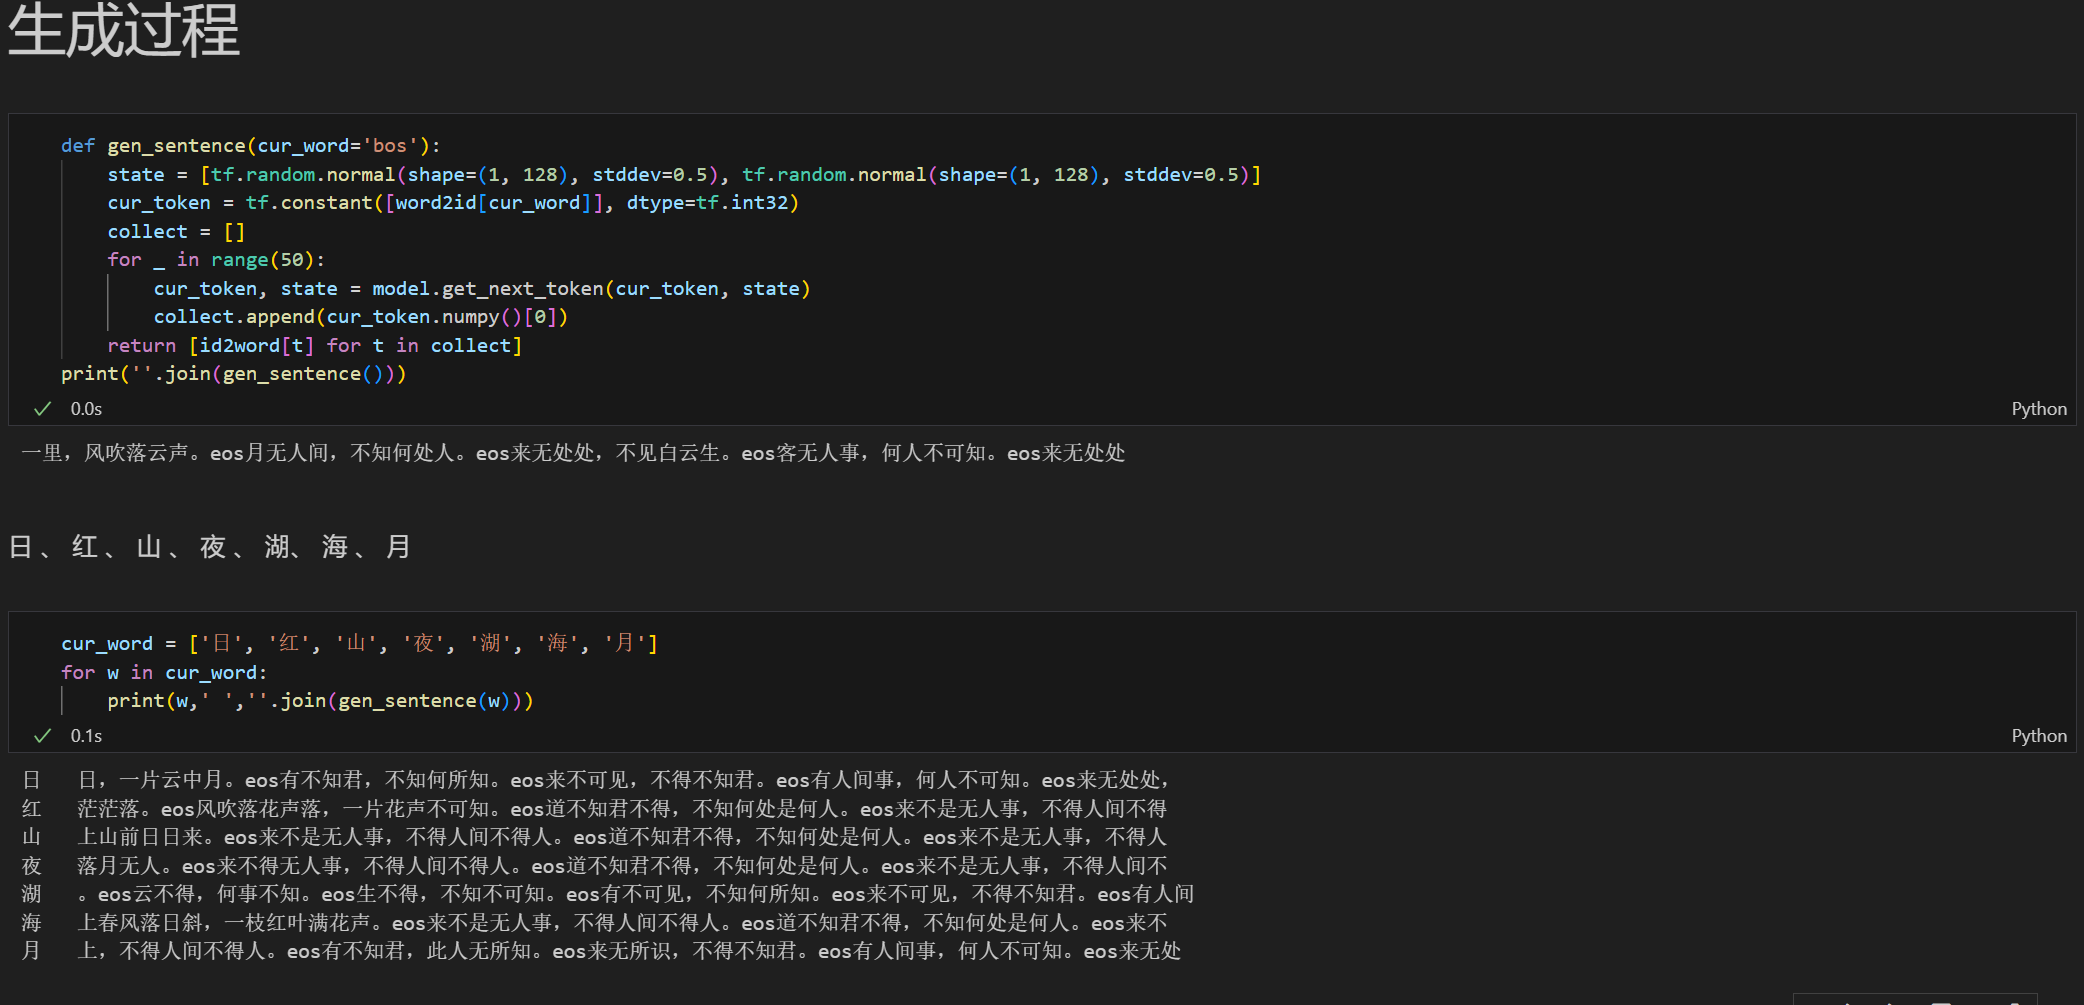 生成过程
def gen_sentence(cur_word='bos'):
    state = [tf.random.normal(shape=(1, 128), stddev=0.5), tf.random.normal(shape=(1, 128), stddev=0.5)]
    cur_token = tf.constant([word2id[cur_word]], dtype=tf.int32)
    collect = []
    for _ in range(50):
        cur_token, state = model.get_next_token(cur_token, state)
        collect.append(cur_token.numpy()[0])
    return [id2word[t] for t in collect]
print(''.join(gen_sentence()))
0.0s
Python
一里，风吹落云声。eos月无人间，不知何处人。eos来无处处，不见白云生。eos客无人事，何人不可知。eos来无处处
日 、 红 、 山 、 夜 、 湖、 海 、 月
cur_word = ['日', '红', '山', '夜', '湖', '海', '月']
for w in cur_word:
    print(w,' ',''.join(gen_sentence(w)))
0.1s
Python
日   日，一片云中月。eos有不知君，不知何所知。eos来不可见，不得不知君。eos有人间事，何人不可知。eos来无处处，
红   茫茫落。eos风吹落花声落，一片花声不可知。eos道不知君不得，不知何处是何人。eos来不是无人事，不得人间不得
山   上山前日日来。eos来不是无人事，不得人间不得人。eos道不知君不得，不知何处是何人。eos来不是无人事，不得人
夜   落月无人。eos来不得无人事，不得人间不得人。eos道不知君不得，不知何处是何人。eos来不是无人事，不得人间不
湖   。eos云不得，何事不知。eos生不得，不知不可知。eos有不可见，不知何所知。eos来不可见，不得不知君。eos有人间
海   上春风落日斜，一枝红叶满花声。eos来不是无人事，不得人间不得人。eos道不知君不得，不知何处是何人。eos来不
月   上，不得人间不得人。eos有不知君，此人无所知。eos来无所识，不得不知君。eos有人间事，何人不可知。eos来无处